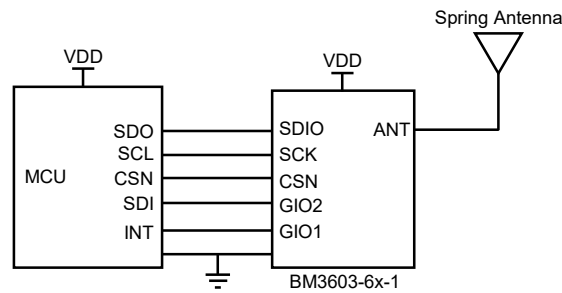 Spring Antenna
VDD
VDD
SDO
SDIO
ANT
SCL
SCK
MCU
CSN
CSN
SDI
GIO2
INT
GIO1
BM3603-6x-1